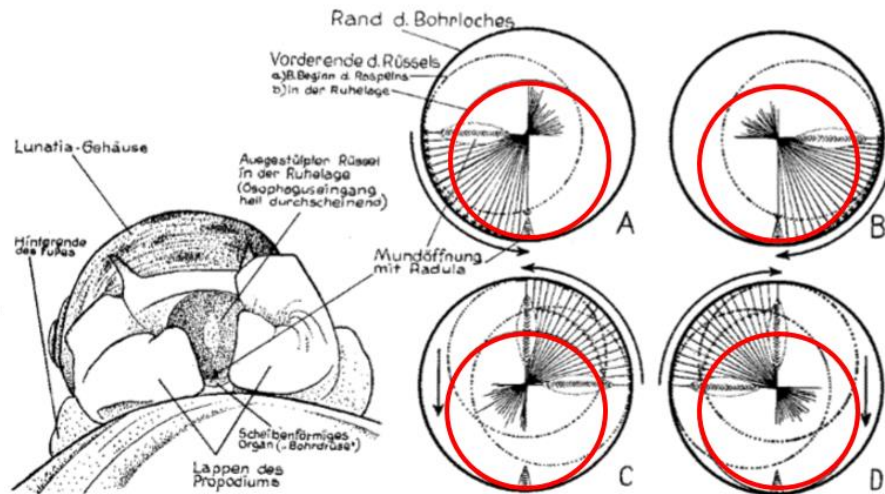 Rand d. Bohrloches
Vorderende d. Rüssels
a) B. Beginn d. Raspelns
b) in der Ruhelage
Lunatia-Gehäuse
Ausgestülpter Rüssel
in der Ruhelage
(Ösophaguseingang
hell durchscheinend)
Hinterende
des Fußes
Mundöffnung
mit Radula
Scheibenförmiges
Organ („Bohrdrüse")
Lappen des
Propodiums
A
B
C
D